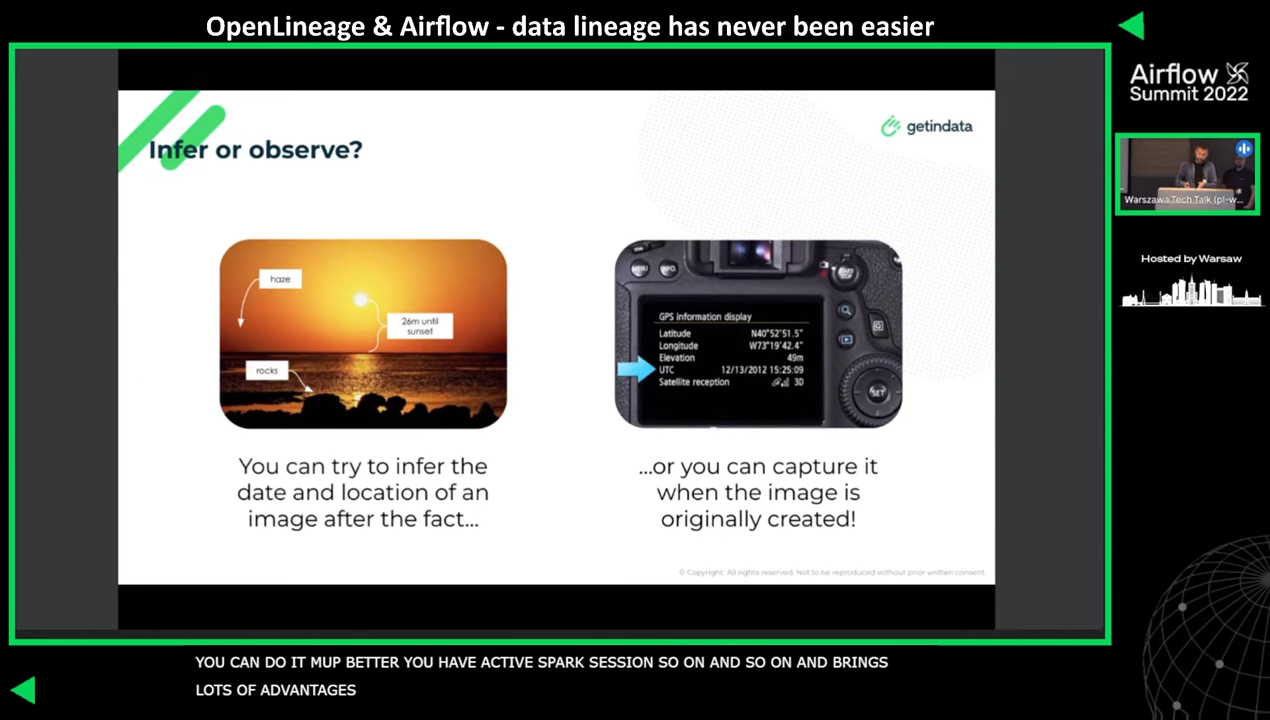 OpenLineage & Airflow - data lineage has never been easier
Airflow
Summit 2022
getindata
Infer or observe?
haze
26m until
sunset
rocks
MENU
INFO.
START
STOP
GPS information display
Latitude N40°52'51.5"
Longitude W73°19'42.4"
Elevation 49m
UTC 12/13/2012 15:25:09
Satellite reception 3D
Q
SET
You can try to infer the
date and location of an
image after the fact...
...or you can capture it
when the image is
originally created!
© Copyright. All rights reserved. Not to be reproduced without prior written consent.
Warszawa Tech Talk (pl-w...
Hosted by Warsaw
YOU CAN DO IT MUP BETTER YOU HAVE ACTIVE SPARK SESSION SO ON AND SO ON AND BRINGS
LOTS OF ADVANTAGES